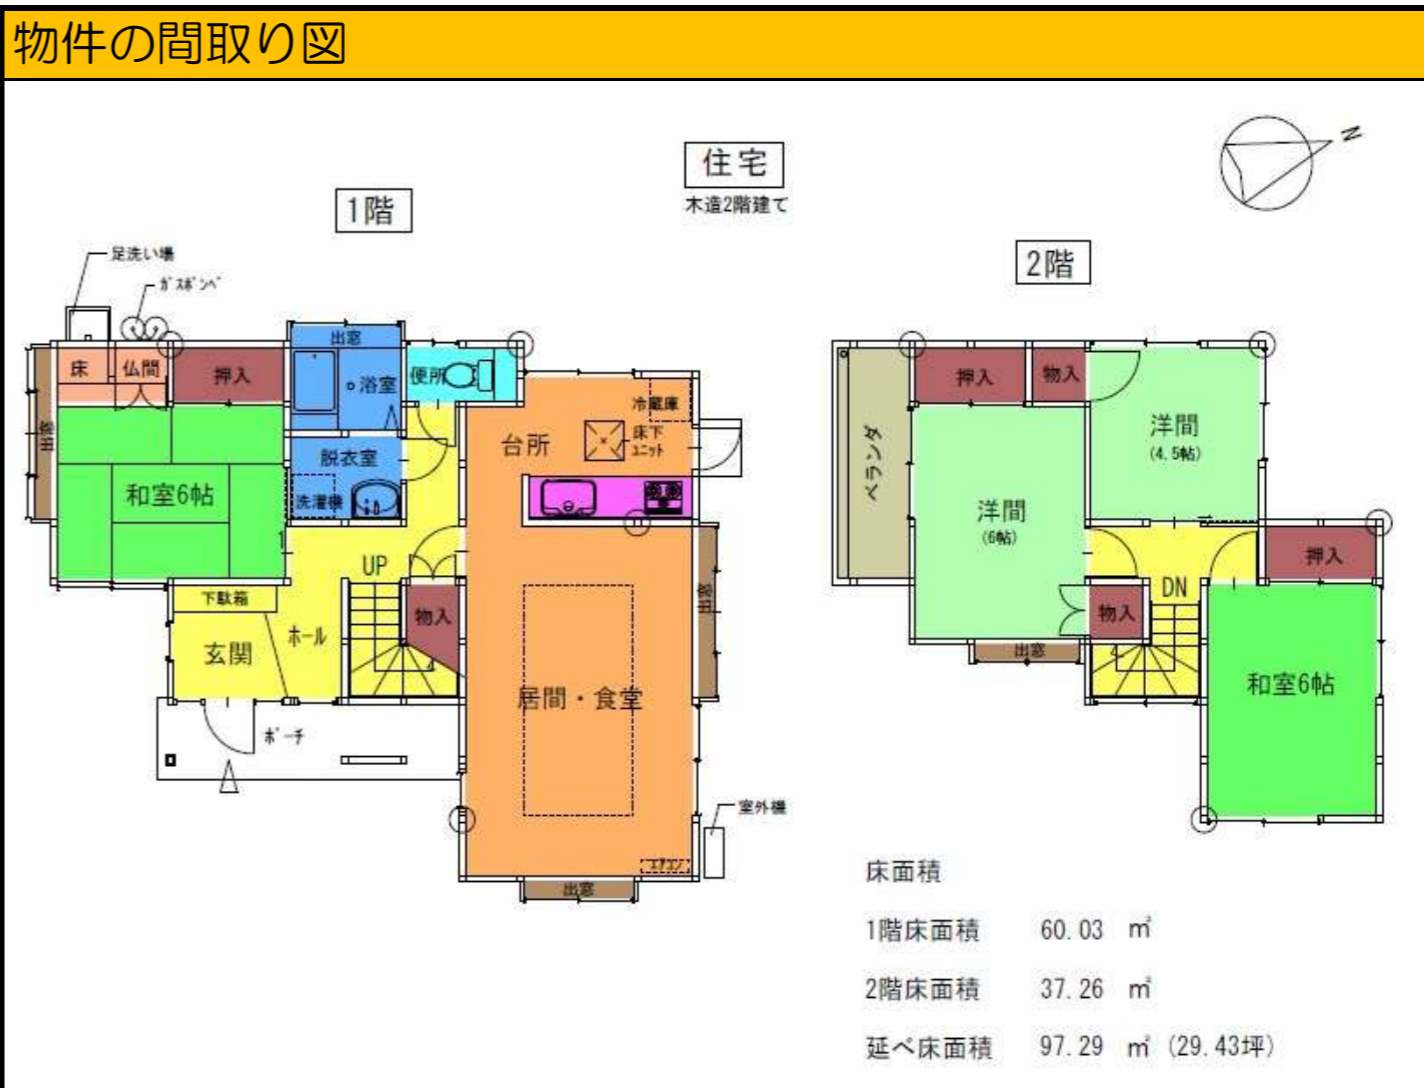 物件の間取り図
住宅
木造2階建て
N
1階
足洗い場
ガスボンベ
床
仏間
押入
出窓
浴室
便所
冷蔵庫
台所
床下
ユニット
出窓
脱衣室
和室6帖
洗濯機
UP
下駄箱
物入
出窓
ホール
玄関
居間・食堂
ポーチ
室外機
エアコン
出窓
2階
押入
物入
洋間
(4.5帖)
ベランダ
洋間
(6帖)
押入
DN
物入
出窓
和室6帖
床面積
1階床面積 60.03 ㎡
2階床面積 37.26 ㎡
延べ床面積 97.29 ㎡ (29.43坪)